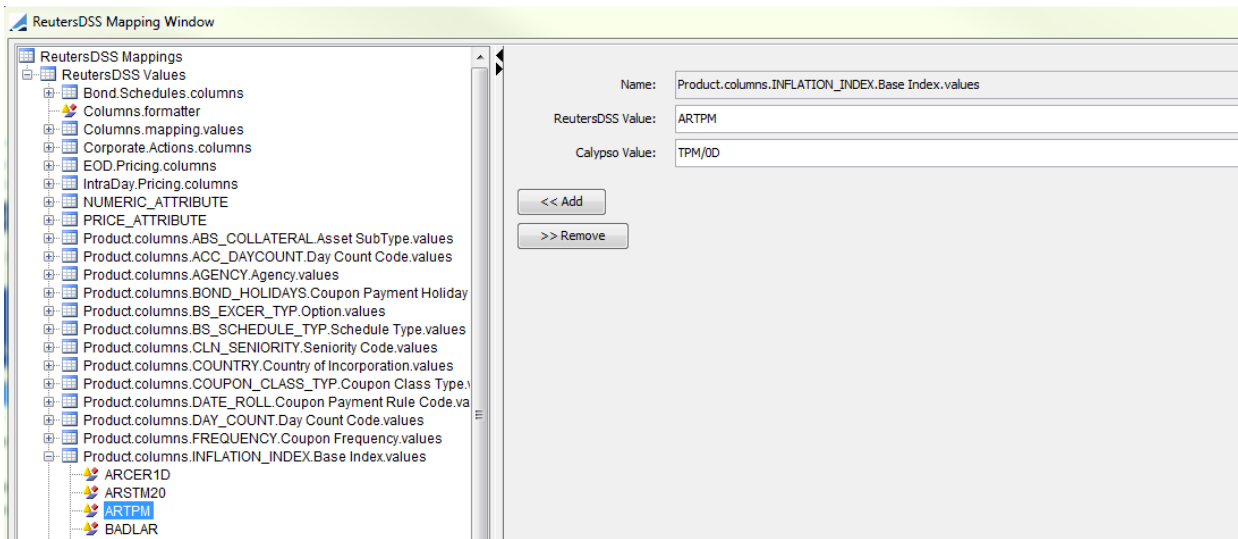 ReutersDSS Mapping Window
ReutersDSS Mappings
ReutersDSS Values
Bond.Schedules.columns
Columns.formatter
Columns.mapping.values
Corporate.Actions.columns
EOD.Pricing.columns
IntraDay.Pricing.columns
NUMERIC_ATTRIBUTE
PRICE_ATTRIBUTE
Product.columns.ABS_COLLATERAL.Asset SubType.values
Product.columns.ACC_DAYCOUNT.Day Count Code.values
Product.columns.AGENCY.Agency.values
Product.columns.BOND_HOLIDAYS.Coupon Payment Holiday
Product.columns.BS_EXCER_TYP.Option.values
Product.columns.BS_SCHEDULE_TYP.Schedule Type.values
Product.columns.CLN_SENIORITY.Seniority Code.values
Product.columns.COUNTRY.Country of Incorporation.values
Product.columns.COUPON_CLASS_TYP.Coupon Class Type.
Product.columns.DATE_ROLL.Coupon Payment Rule Code.va
Product.columns.DAY_COUNT.Day Count Code.values
Product.columns.FREQUENCY.Coupon Frequency.values
Product.columns.INFLATION_INDEX.Base Index.values
ARCER1D
ARSTM20
ARTPM
BADLAR
Name: Product.columns.INFLATION_INDEX.Base Index.values
ReutersDSS Value: ARTPM
Calypso Value: TPM/0D
<< Add
>> Remove